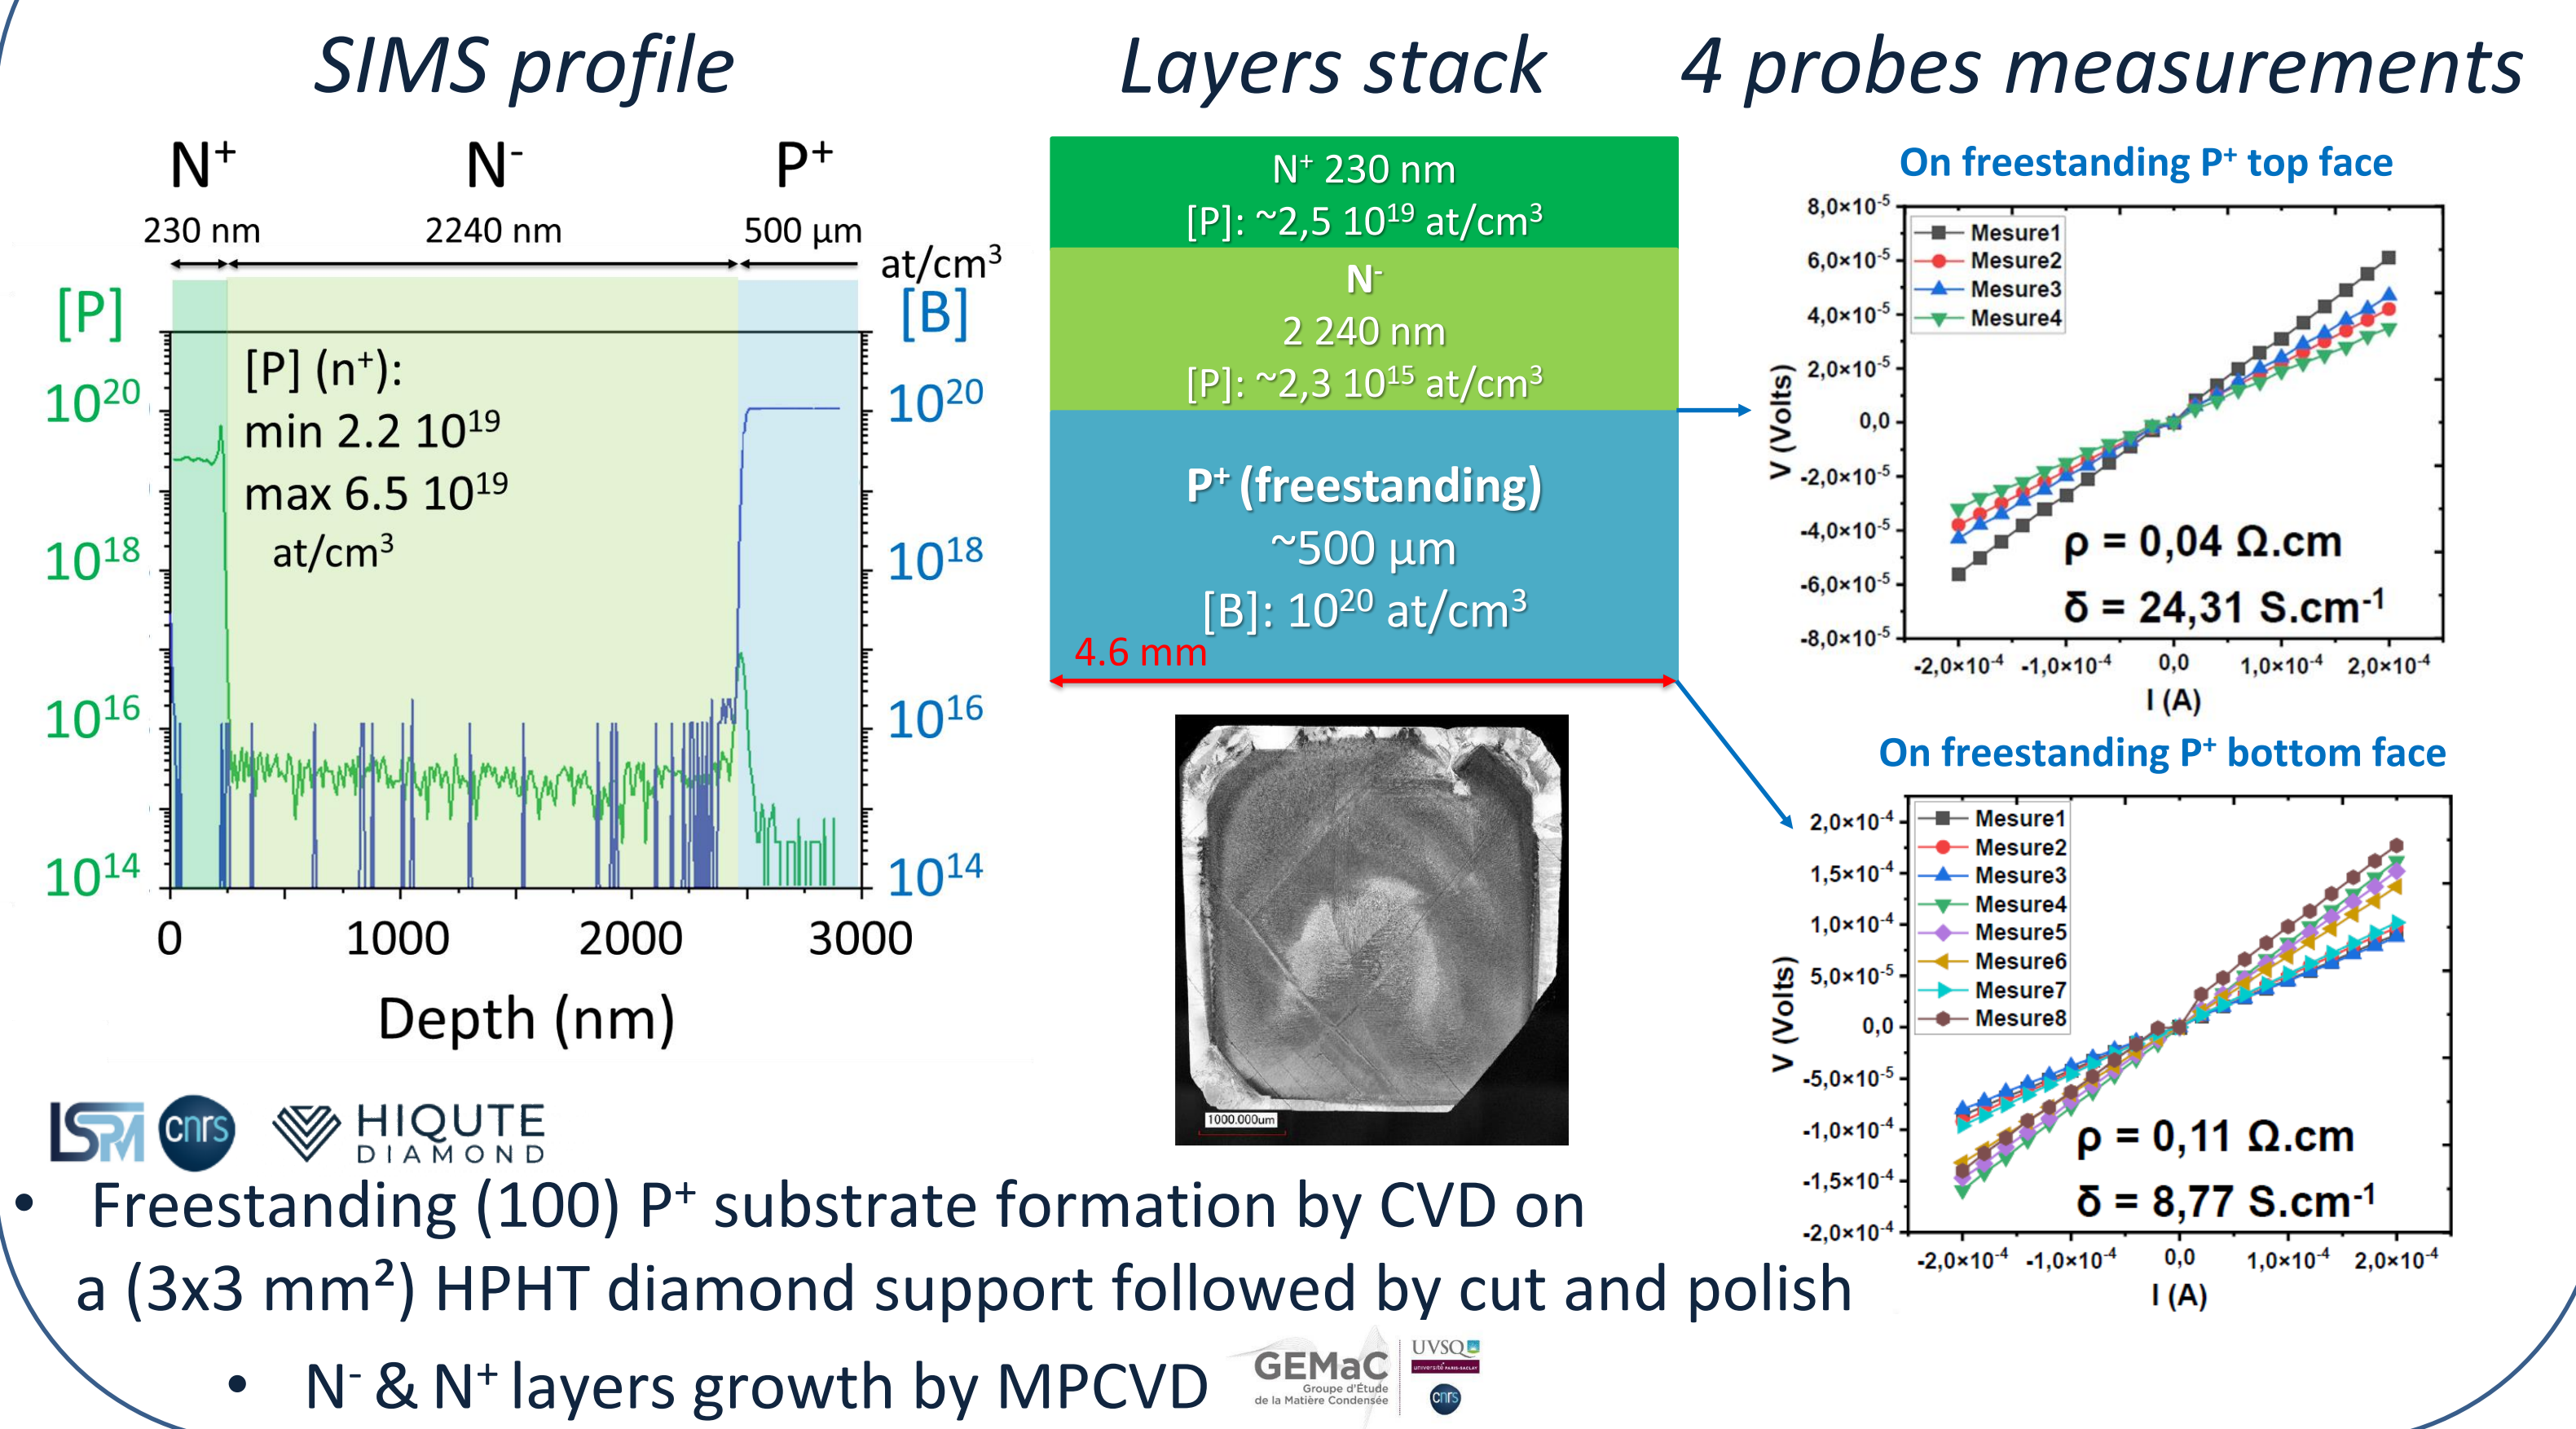 SIMS profile
N⁺ N⁻ P⁺
230 nm 2240 nm 500 µm
at/cm³
[P] [B]
[P] (n⁺):
min 2.2 10¹⁹
max 6.5 10¹⁹
at/cm³
10²⁰ 10²⁰
10¹⁸ 10¹⁸
10¹⁶ 10¹⁶
10¹⁴ 10¹⁴
0 1000 2000 3000
Depth (nm)
Layers stack
N⁺ 230 nm
[P]: ~2,5 10¹⁹ at/cm³
N⁻
2 240 nm
[P]: ~2,3 10¹⁵ at/cm³
P⁺ (freestanding)
~500 µm
[B]: 10²⁰ at/cm³
4.6 mm
1000.000um
4 probes measurements
On freestanding P⁺ top face
8,0×10⁻⁵
6,0×10⁻⁵
4,0×10⁻⁵
2,0×10⁻⁵
0,0
-2,0×10⁻⁵
-4,0×10⁻⁵
-6,0×10⁻⁵
-8,0×10⁻⁵
V (Volts)
Mesure1
Mesure2
Mesure3
Mesure4
ρ = 0,04 Ω.cm
δ = 24,31 S.cm⁻¹
-2,0×10⁻⁴ -1,0×10⁻⁴ 0,0 1,0×10⁻⁴ 2,0×10⁻⁴
I (A)
On freestanding P⁺ bottom face
2,0×10⁻⁴
1,5×10⁻⁴
1,0×10⁻⁴
5,0×10⁻⁵
0,0
-5,0×10⁻⁵
-1,0×10⁻⁴
-1,5×10⁻⁴
-2,0×10⁻⁴
V (Volts)
Mesure1
Mesure2
Mesure3
Mesure4
Mesure5
Mesure6
Mesure7
Mesure8
ρ = 0,11 Ω.cm
δ = 8,77 S.cm⁻¹
-2,0×10⁻⁴ -1,0×10⁻⁴ 0,0 1,0×10⁻⁴ 2,0×10⁻⁴
I (A)
LSPM cnrs HIQUTE
DIAMOND
• Freestanding (100) P⁺ substrate formation by CVD on
a (3x3 mm²) HPHT diamond support followed by cut and polish
• N⁻ & N⁺ layers growth by MPCVD
GEMaC
Groupe d'Étude
de la Matière Condensée
UVSQ
université PARIS-SACLAY
cnrs